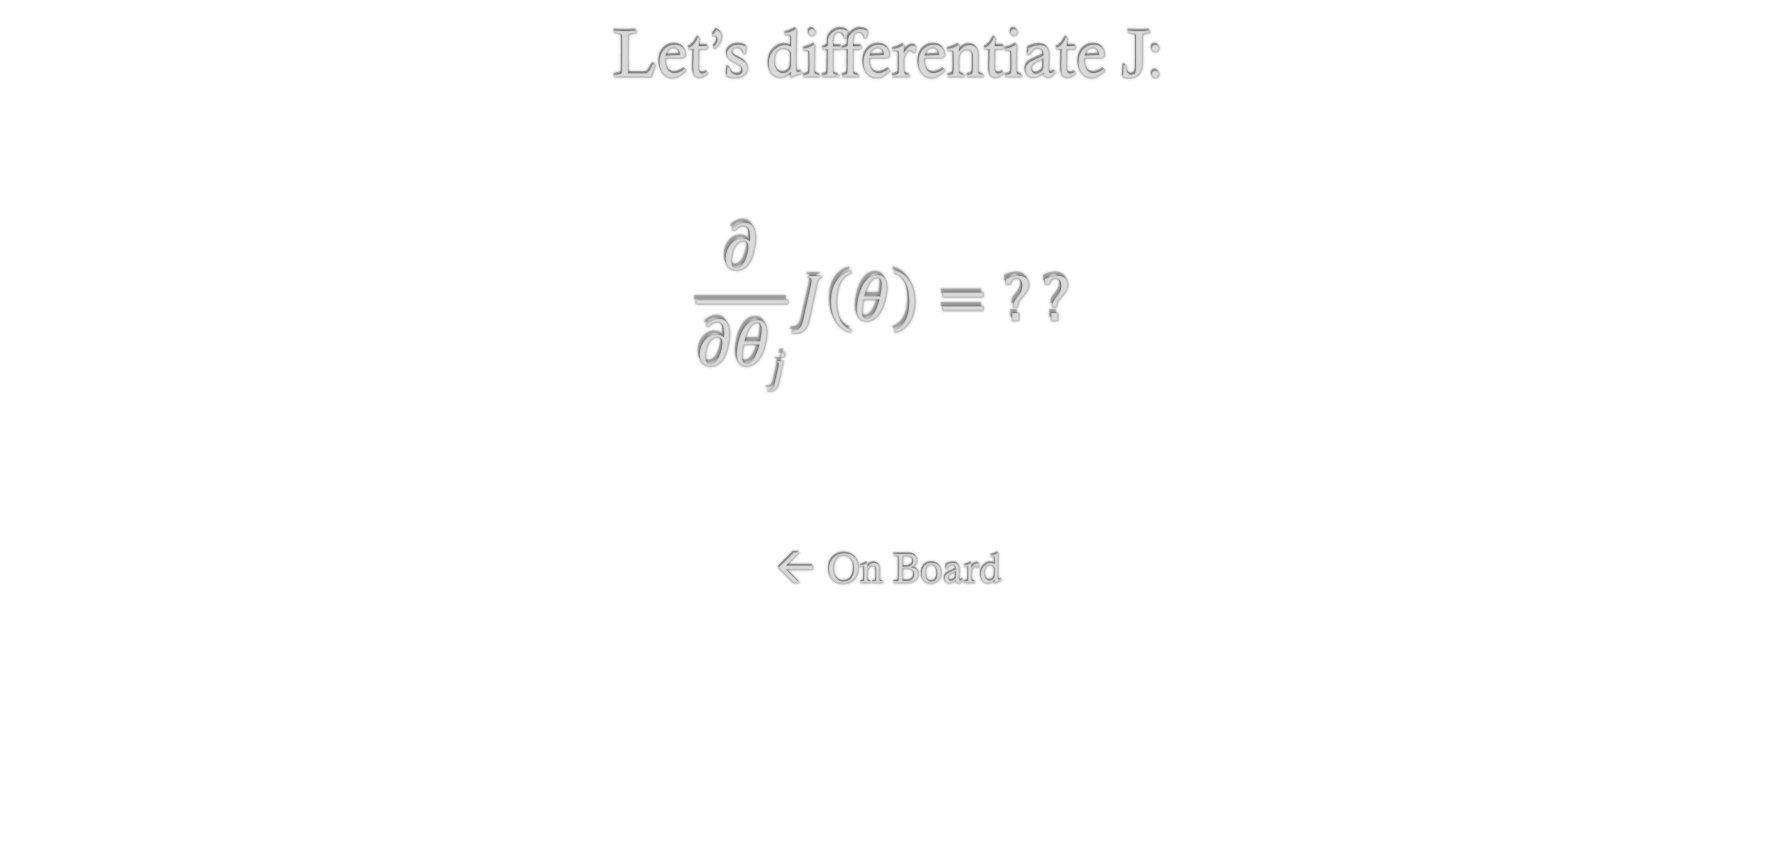 Let’s differentiate J:
∂
∂θ_j J(θ) = ??
← On Board